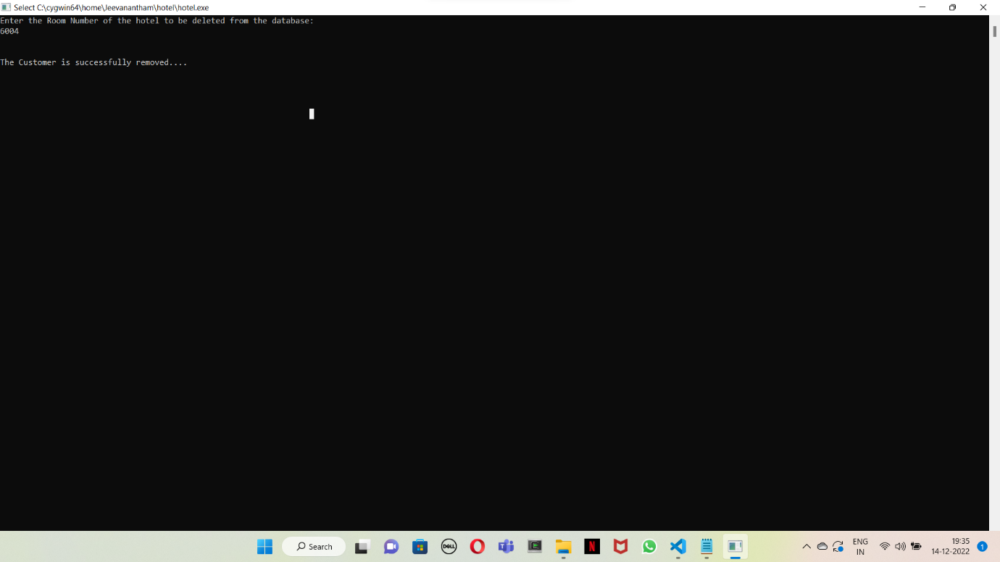 Select C:\cygwin64\home\Jeevanantham\hotel\hotel.exe
Enter the Room Number of the hotel to be deleted from the database:
6004
The Customer is successfully removed....
Search
DELL
N
ENG
IN
19:35
14-12-2022
1